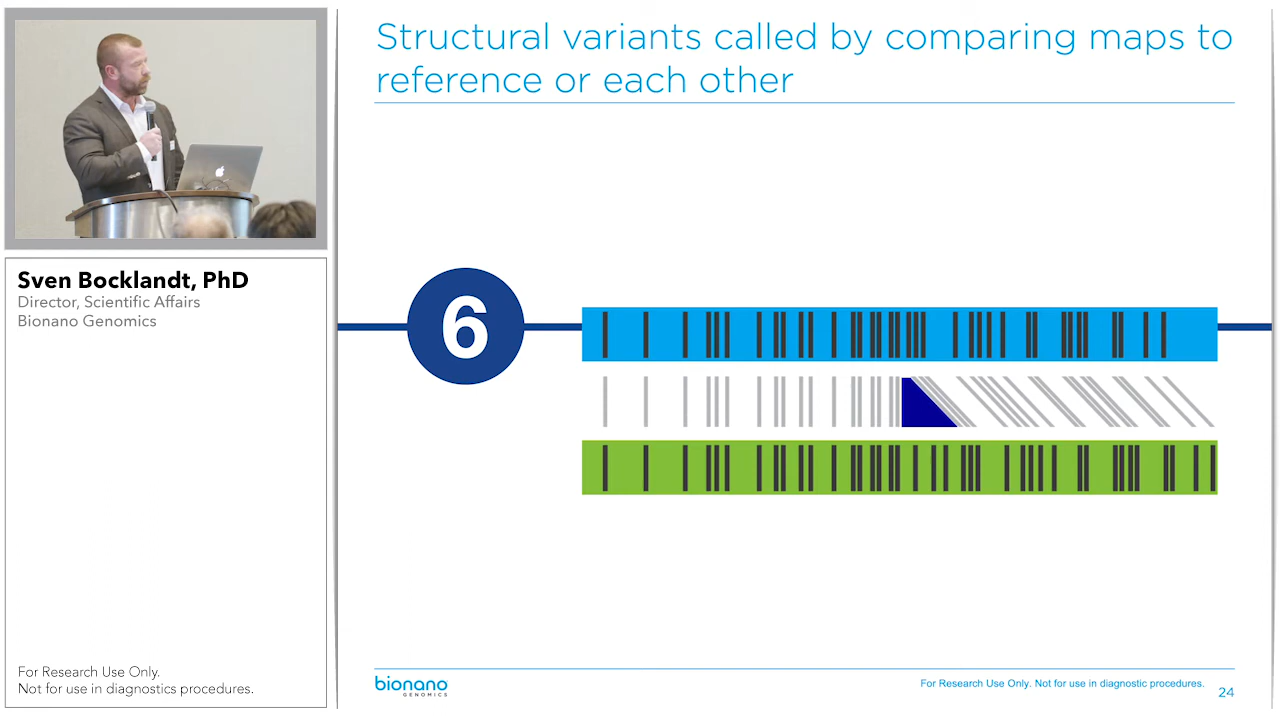 Structural variants called by comparing maps to
reference or each other
Sven Bocklandt, PhD
Director, Scientific Affairs
Bionano Genomics
6
For Research Use Only.
Not for use in diagnostics procedures.
bionano
GENOMICS
For Research Use Only. Not for use in diagnostic procedures.
24